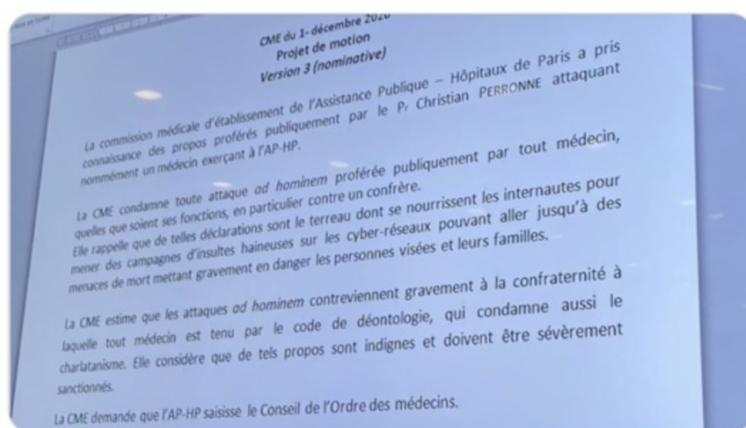 CME du 1- décembre 2020
Projet de motion
Version 3 (nominative)
La commission médicale d'établissement de l'Assistance Publique – Hôpitaux de Paris a pris
connaissance des propos proférés publiquement par le Pr Christian PERRONNE attaquant
nommément un médecin exerçant à l'AP-HP.
La CME condamne toute attaque ad hominem proférée publiquement par tout médecin,
quelles que soient ses fonctions, en particulier contre un confrère.
Elle rappelle que de telles déclarations sont le terreau dont se nourrissent les internautes pour
mener des campagnes d'insultes haineuses sur les cyber-réseaux pouvant aller jusqu'à des
menaces de mort mettant gravement en danger les personnes visées et leurs familles.
La CME estime que les attaques ad hominem contreviennent gravement à la confraternité à
laquelle tout médecin est tenu par le code de déontologie, qui condamne aussi le
charlatanisme. Elle considère que de tels propos sont indignes et doivent être sévèrement
sanctionnés.
La CME demande que l'AP-HP saisisse le Conseil de l'Ordre des médecins.